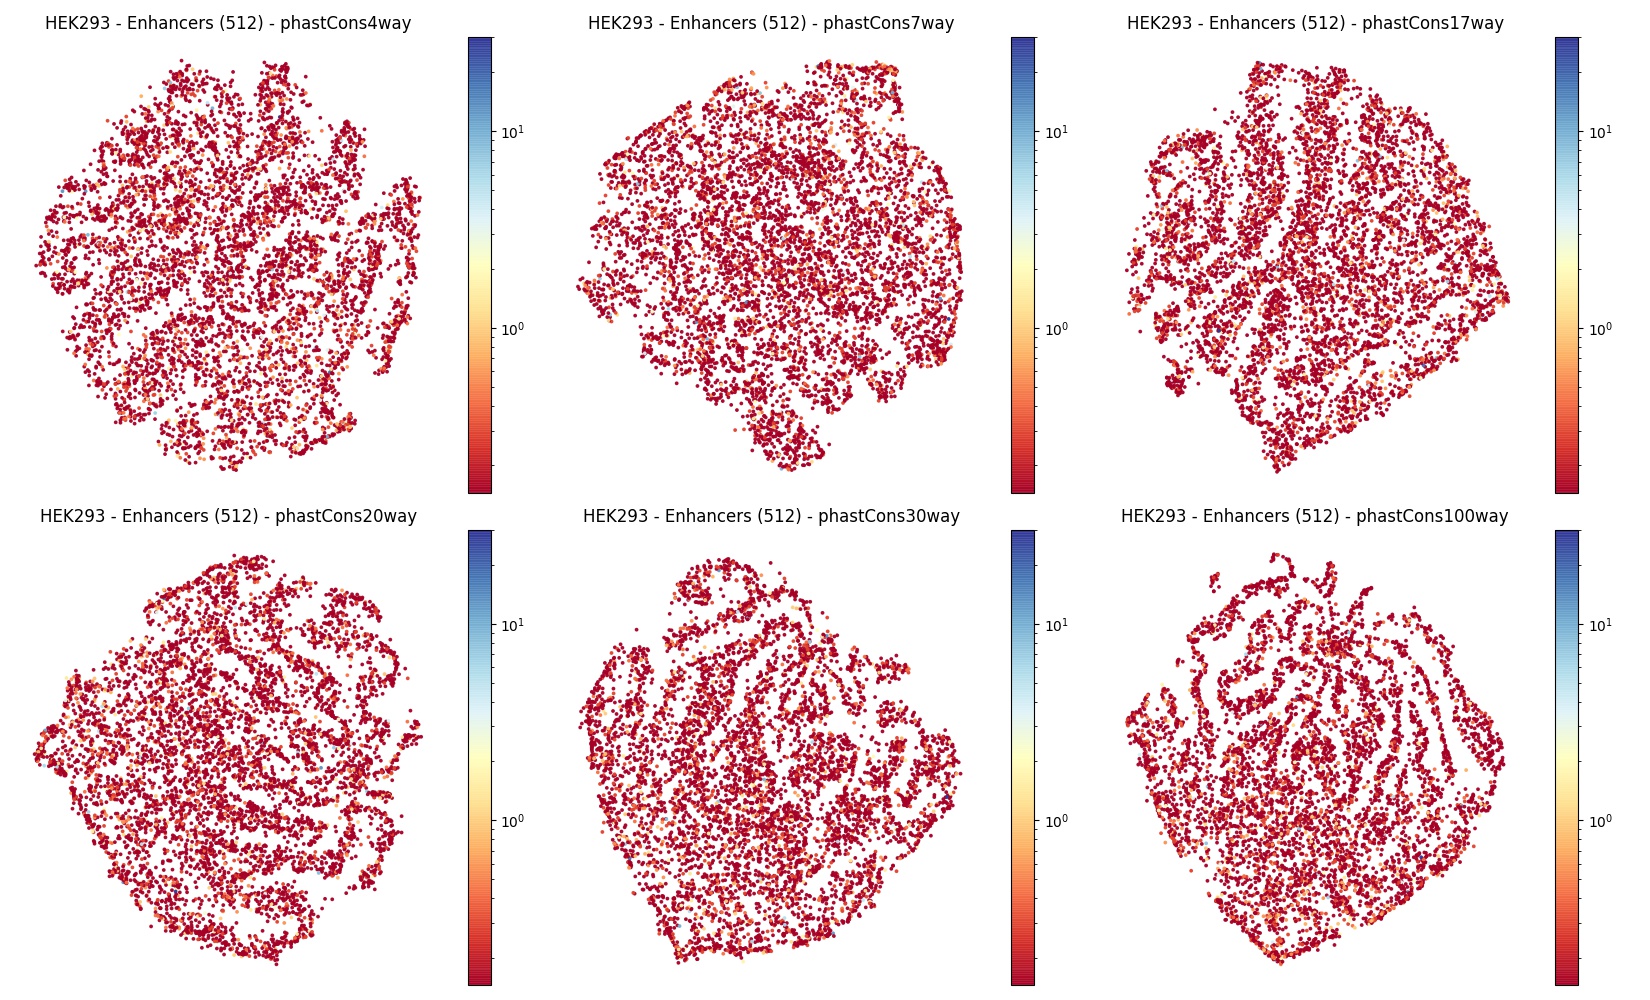 HEK293 - Enhancers (512) - phastCons4way
HEK293 - Enhancers (512) - phastCons7way
HEK293 - Enhancers (512) - phastCons17way
10¹
10⁰
10¹
10⁰
10¹
10⁰
HEK293 - Enhancers (512) - phastCons20way
HEK293 - Enhancers (512) - phastCons30way
HEK293 - Enhancers (512) - phastCons100way
10¹
10⁰
10¹
10⁰
10¹
10⁰